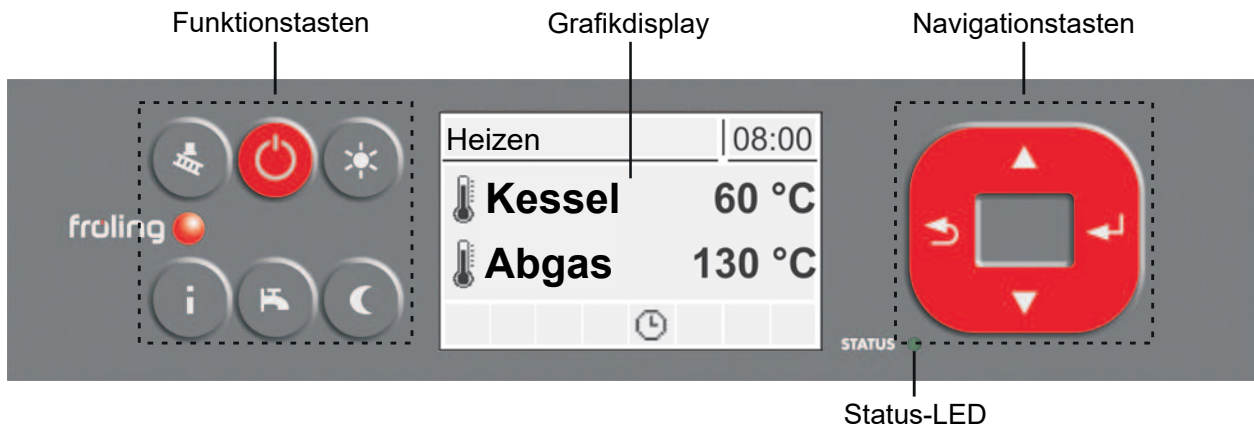 Funktionstasten
Grafikdisplay
Navigationstasten
Heizen
08:00
Kessel 60 °C
Abgas 130 °C
fröling
i
STATUS
Status-LED